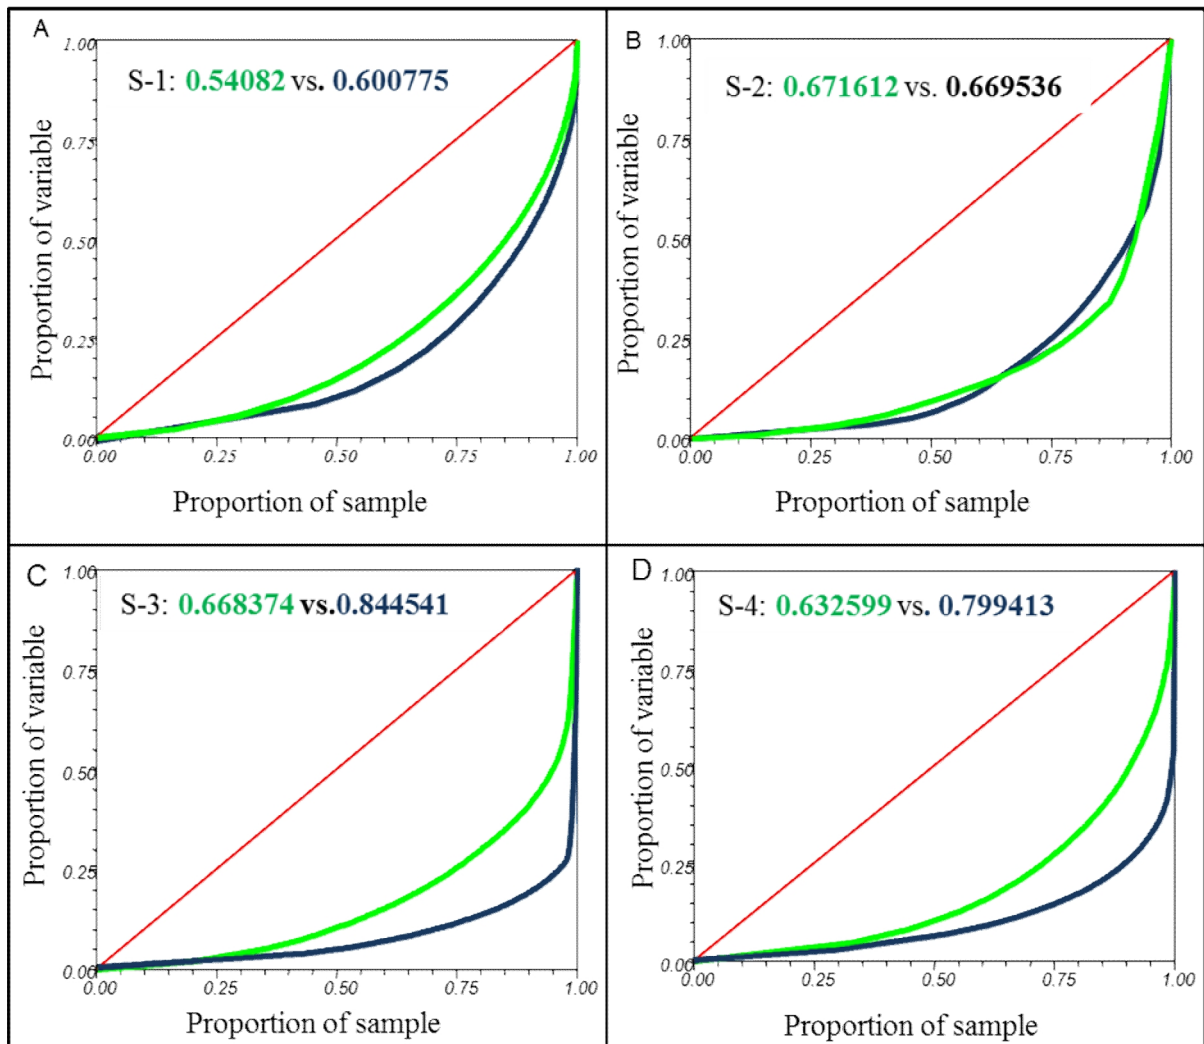 A
S-1: 0.54082 vs. 0.600775
1.00
0.75
0.50
0.25
0.00
0.00 0.25 0.50 0.75 1.00
Proportion of variable
Proportion of sample
B
S-2: 0.671612 vs. 0.669536
1.00
0.75
0.50
0.25
0.00
0.00 0.25 0.50 0.75 1.00
Proportion of variable
Proportion of sample
C
S-3: 0.668374 vs.0.844541
1.00
0.75
0.50
0.25
0.00
0.00 0.25 0.50 0.75 1.00
Proportion of variable
Proportion of sample
D
S-4: 0.632599 vs. 0.799413
1.00
0.75
0.50
0.25
0.00
0.00 0.25 0.50 0.75 1.00
Proportion of variable
Proportion of sample